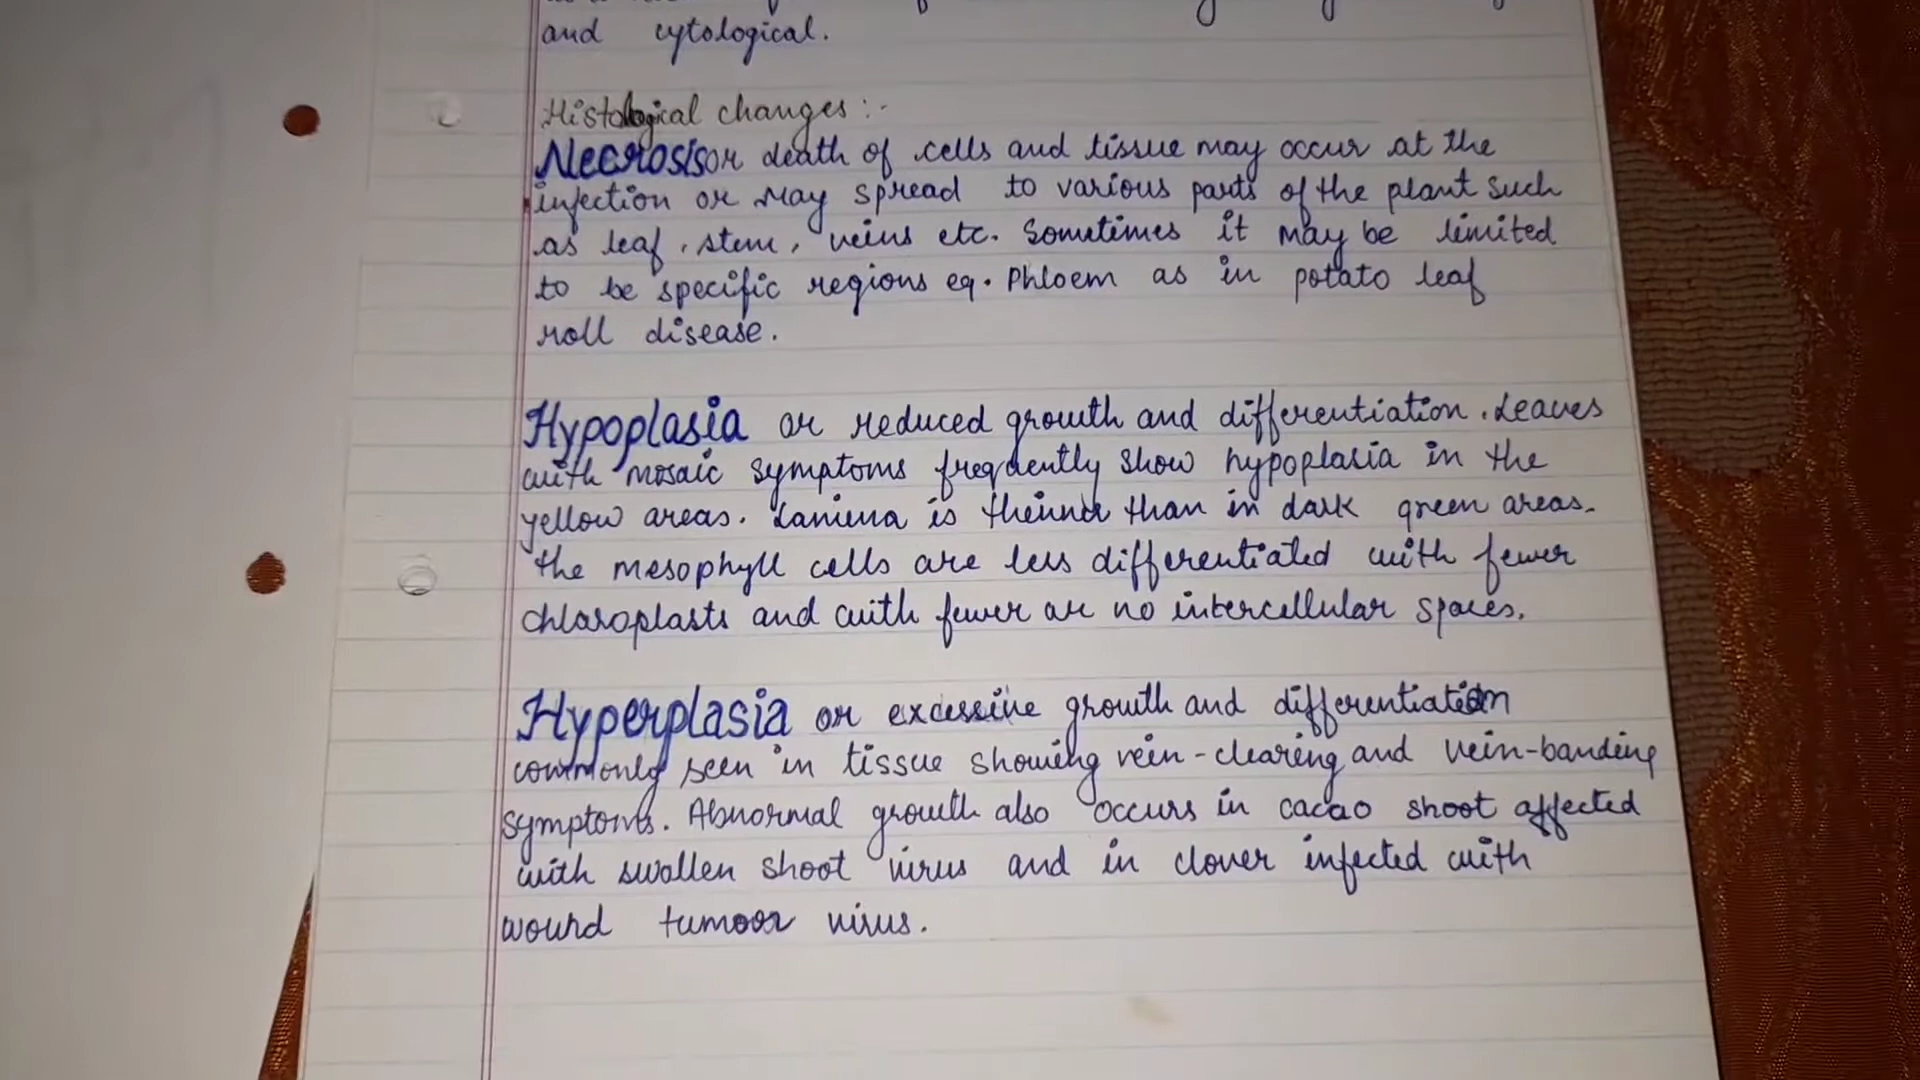 and cytological.
Histological changes :-
Necrosis or death of cells and tissue may occur at the
infection or may spread to various parts of the plant such
as leaf, stem, veins etc. Sometimes it may be limited
to be specific regions eg. Phloem as in potato leaf
roll disease.
Hypoplasia or reduced growth and differentiation. Leaves
with mosaic symptoms frequently show hypoplasia in the
yellow areas. Lamina is thinner than in dark green areas.
The mesophyll cells are less differentiated with fewer
chloroplasts and with fewer or no intercellular spaces.
Hyperplasia or excessive growth and differentiation
commonly seen in tissue showing vein-clearing and vein-banding
symptoms. Abnormal growth also occurs in cacao shoot affected
with swollen shoot virus and in clover infected with
wound tumoor virus.